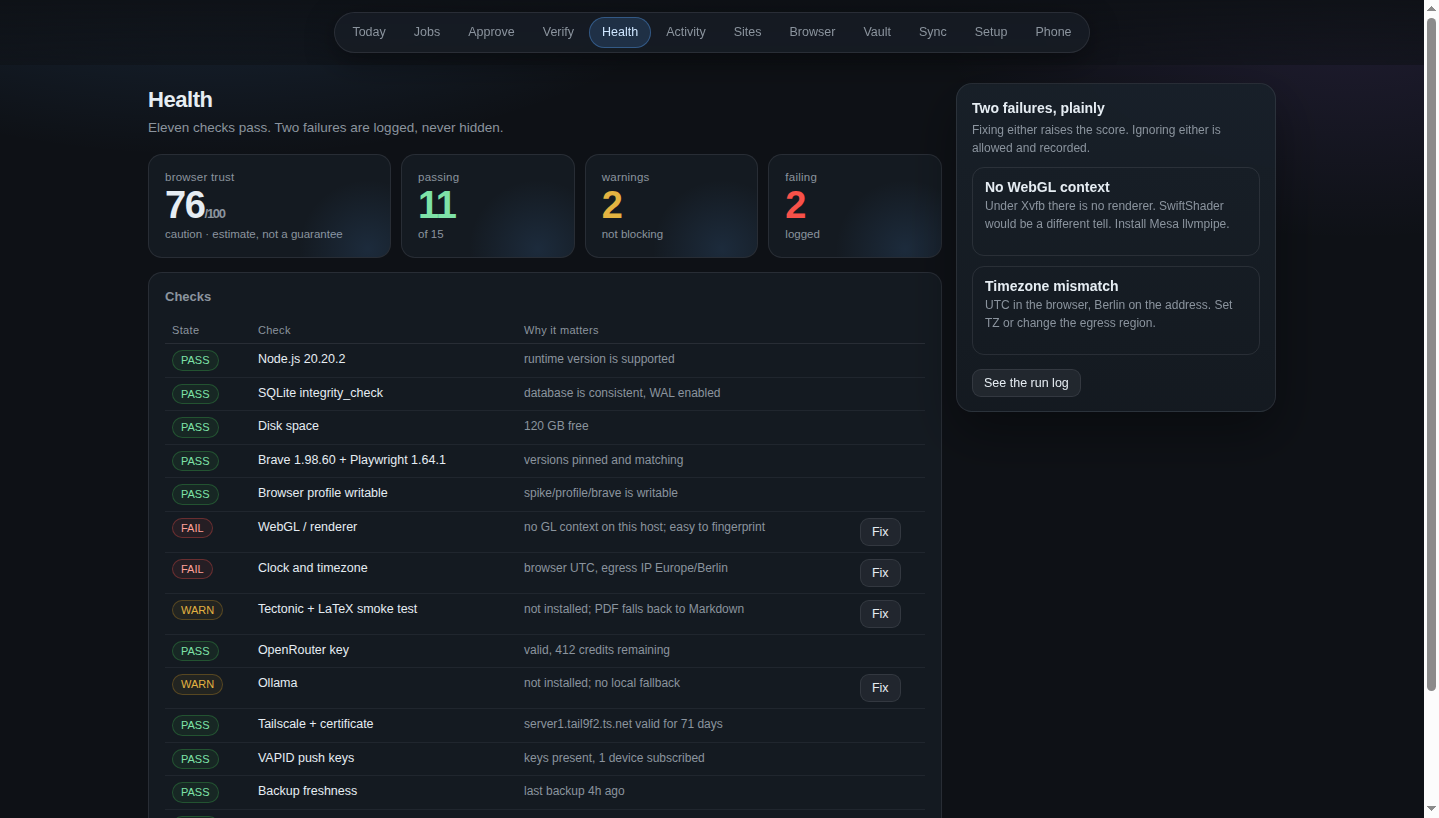 Today Jobs Approve Verify Health Activity Sites Browser Vault Sync Setup Phone
Health
Eleven checks pass. Two failures are logged, never hidden.
browser trust
76/100
caution · estimate, not a guarantee
passing
11
of 15
warnings
2
not blocking
failing
2
logged
Checks
State Check Why it matters
PASS Node.js 20.20.2 runtime version is supported
PASS SQLite integrity_check database is consistent, WAL enabled
PASS Disk space 120 GB free
PASS Brave 1.98.60 + Playwright 1.64.1 versions pinned and matching
PASS Browser profile writable spike/profile/brave is writable
FAIL WebGL / renderer no GL context on this host; easy to fingerprint Fix
FAIL Clock and timezone browser UTC, egress IP Europe/Berlin Fix
WARN Tectonic + LaTeX smoke test not installed; PDF falls back to Markdown Fix
PASS OpenRouter key valid, 412 credits remaining
WARN Ollama not installed; no local fallback Fix
PASS Tailscale + certificate server1.tail9f2.ts.net valid for 71 days
PASS VAPID push keys keys present, 1 device subscribed
PASS Backup freshness last backup 4h ago
Two failures, plainly
Fixing either raises the score. Ignoring either is
allowed and recorded.
No WebGL context
Under Xvfb there is no renderer. SwiftShader
would be a different tell. Install Mesa llvmpipe.
Timezone mismatch
UTC in the browser, Berlin on the address. Set
TZ or change the egress region.
See the run log